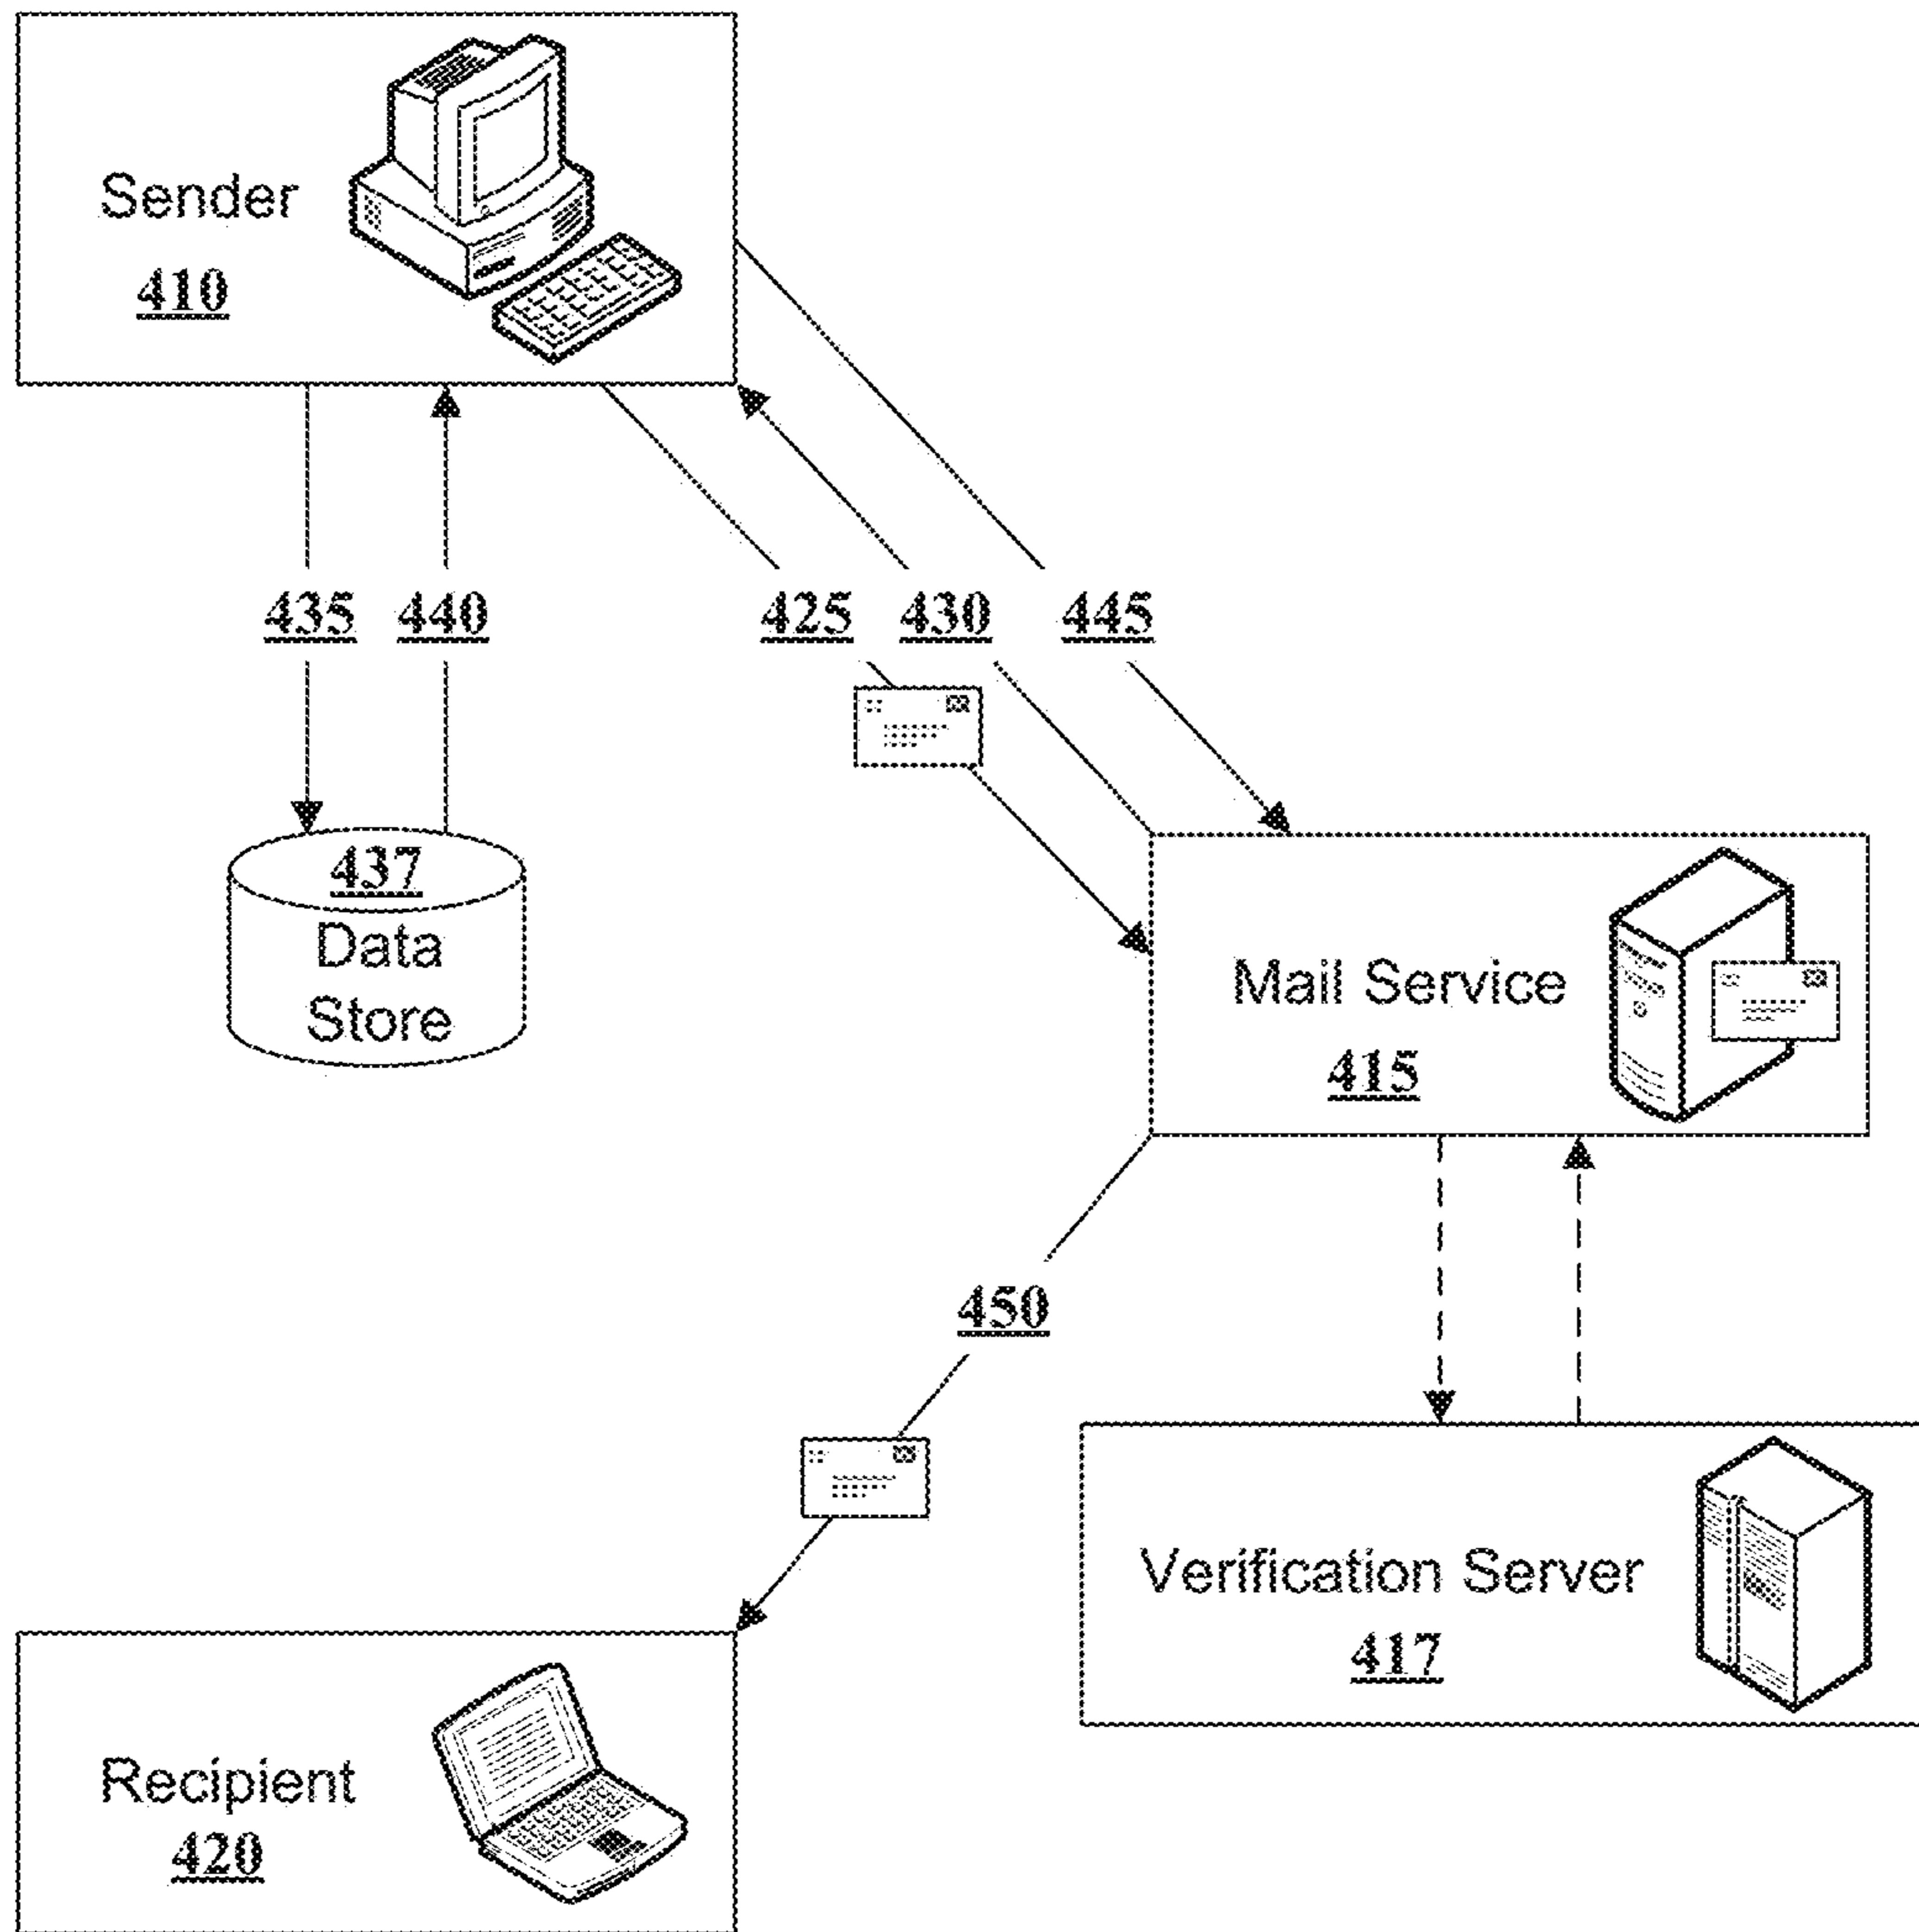 Sender
410
435 440 425 430 445
437
Data
Store
Mail Service
415
450
Verification Server
417
Recipient
420